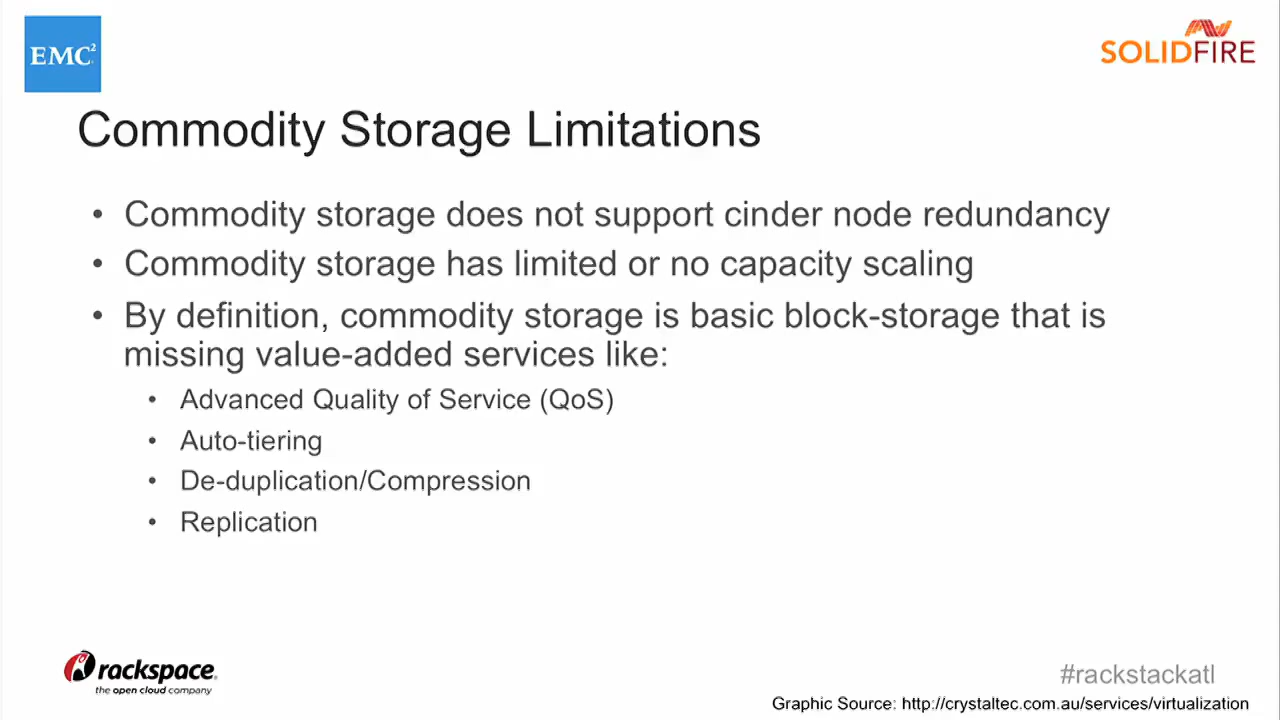 EMC²
SOLIDFIRE
Commodity Storage Limitations
• Commodity storage does not support cinder node redundancy
• Commodity storage has limited or no capacity scaling
• By definition, commodity storage is basic block-storage that is
missing value-added services like:
• Advanced Quality of Service (QoS)
• Auto-tiering
• De-duplication/Compression
• Replication
rackspace.
the open cloud company
#rackstackatl
Graphic Source: http://crystaltec.com.au/services/virtualization